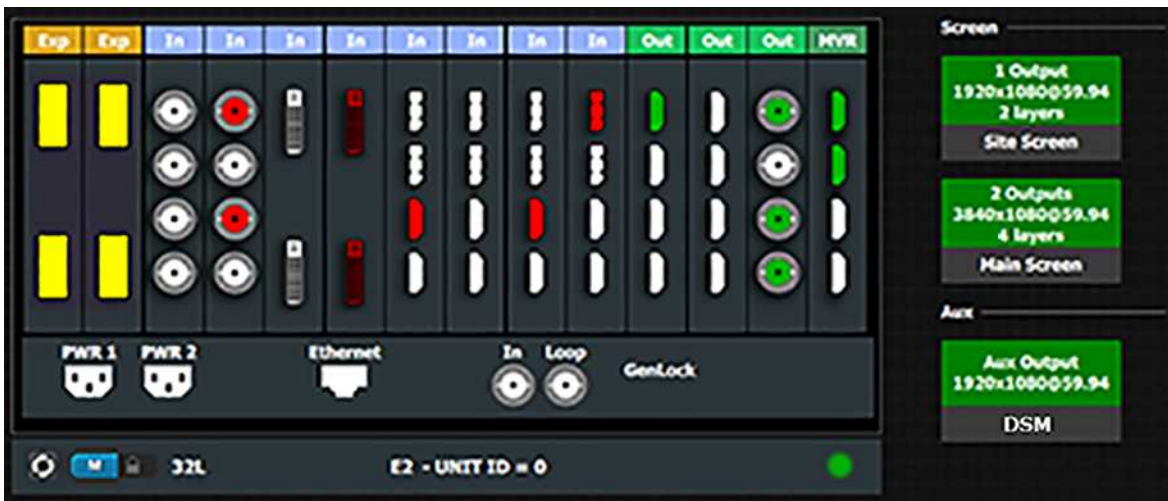 Exp Exp In In In In In In In In Out Out Out MVR
PWR 1 PWR 2 Ethernet In Loop GenLock
M 32L E2 - UNIT ID = 0
Screen
1 Output
1920x1080@59.94
2 layers
Site Screen
2 Outputs
3840x1080@59.94
4 layers
Main Screen
Aux
Aux Output
1920x1080@59.94
DSM